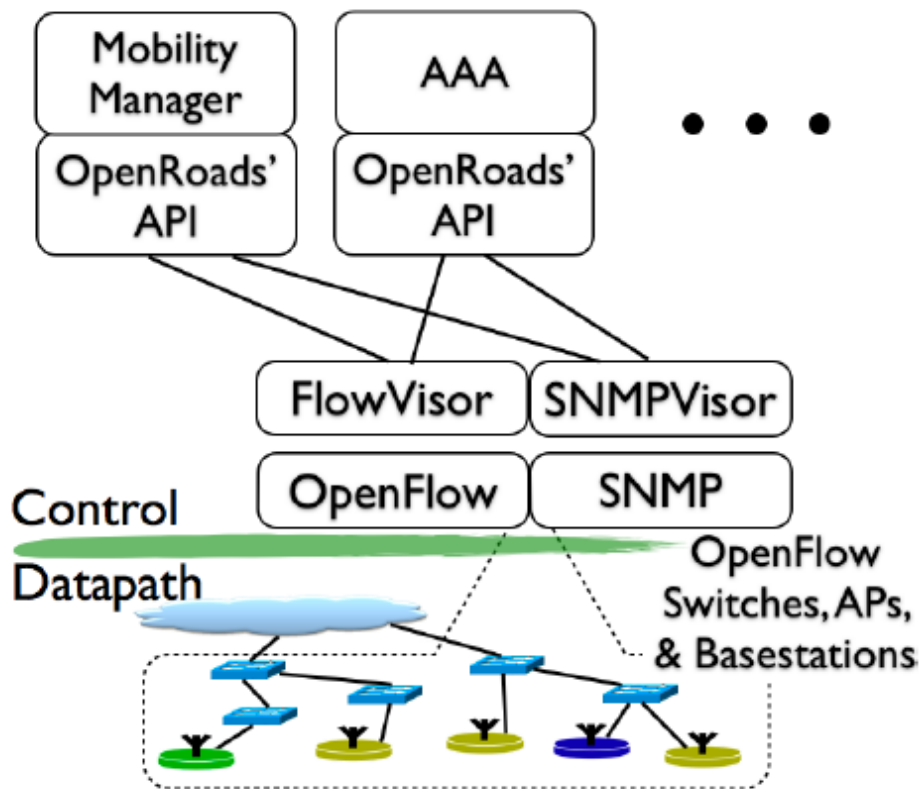 Mobility
Manager
AAA
OpenRoads'
API
OpenRoads'
API
FlowVisor
SNMPVisor
OpenFlow
SNMP
Control
Datapath
OpenFlow
Switches, APs,
& Basestations